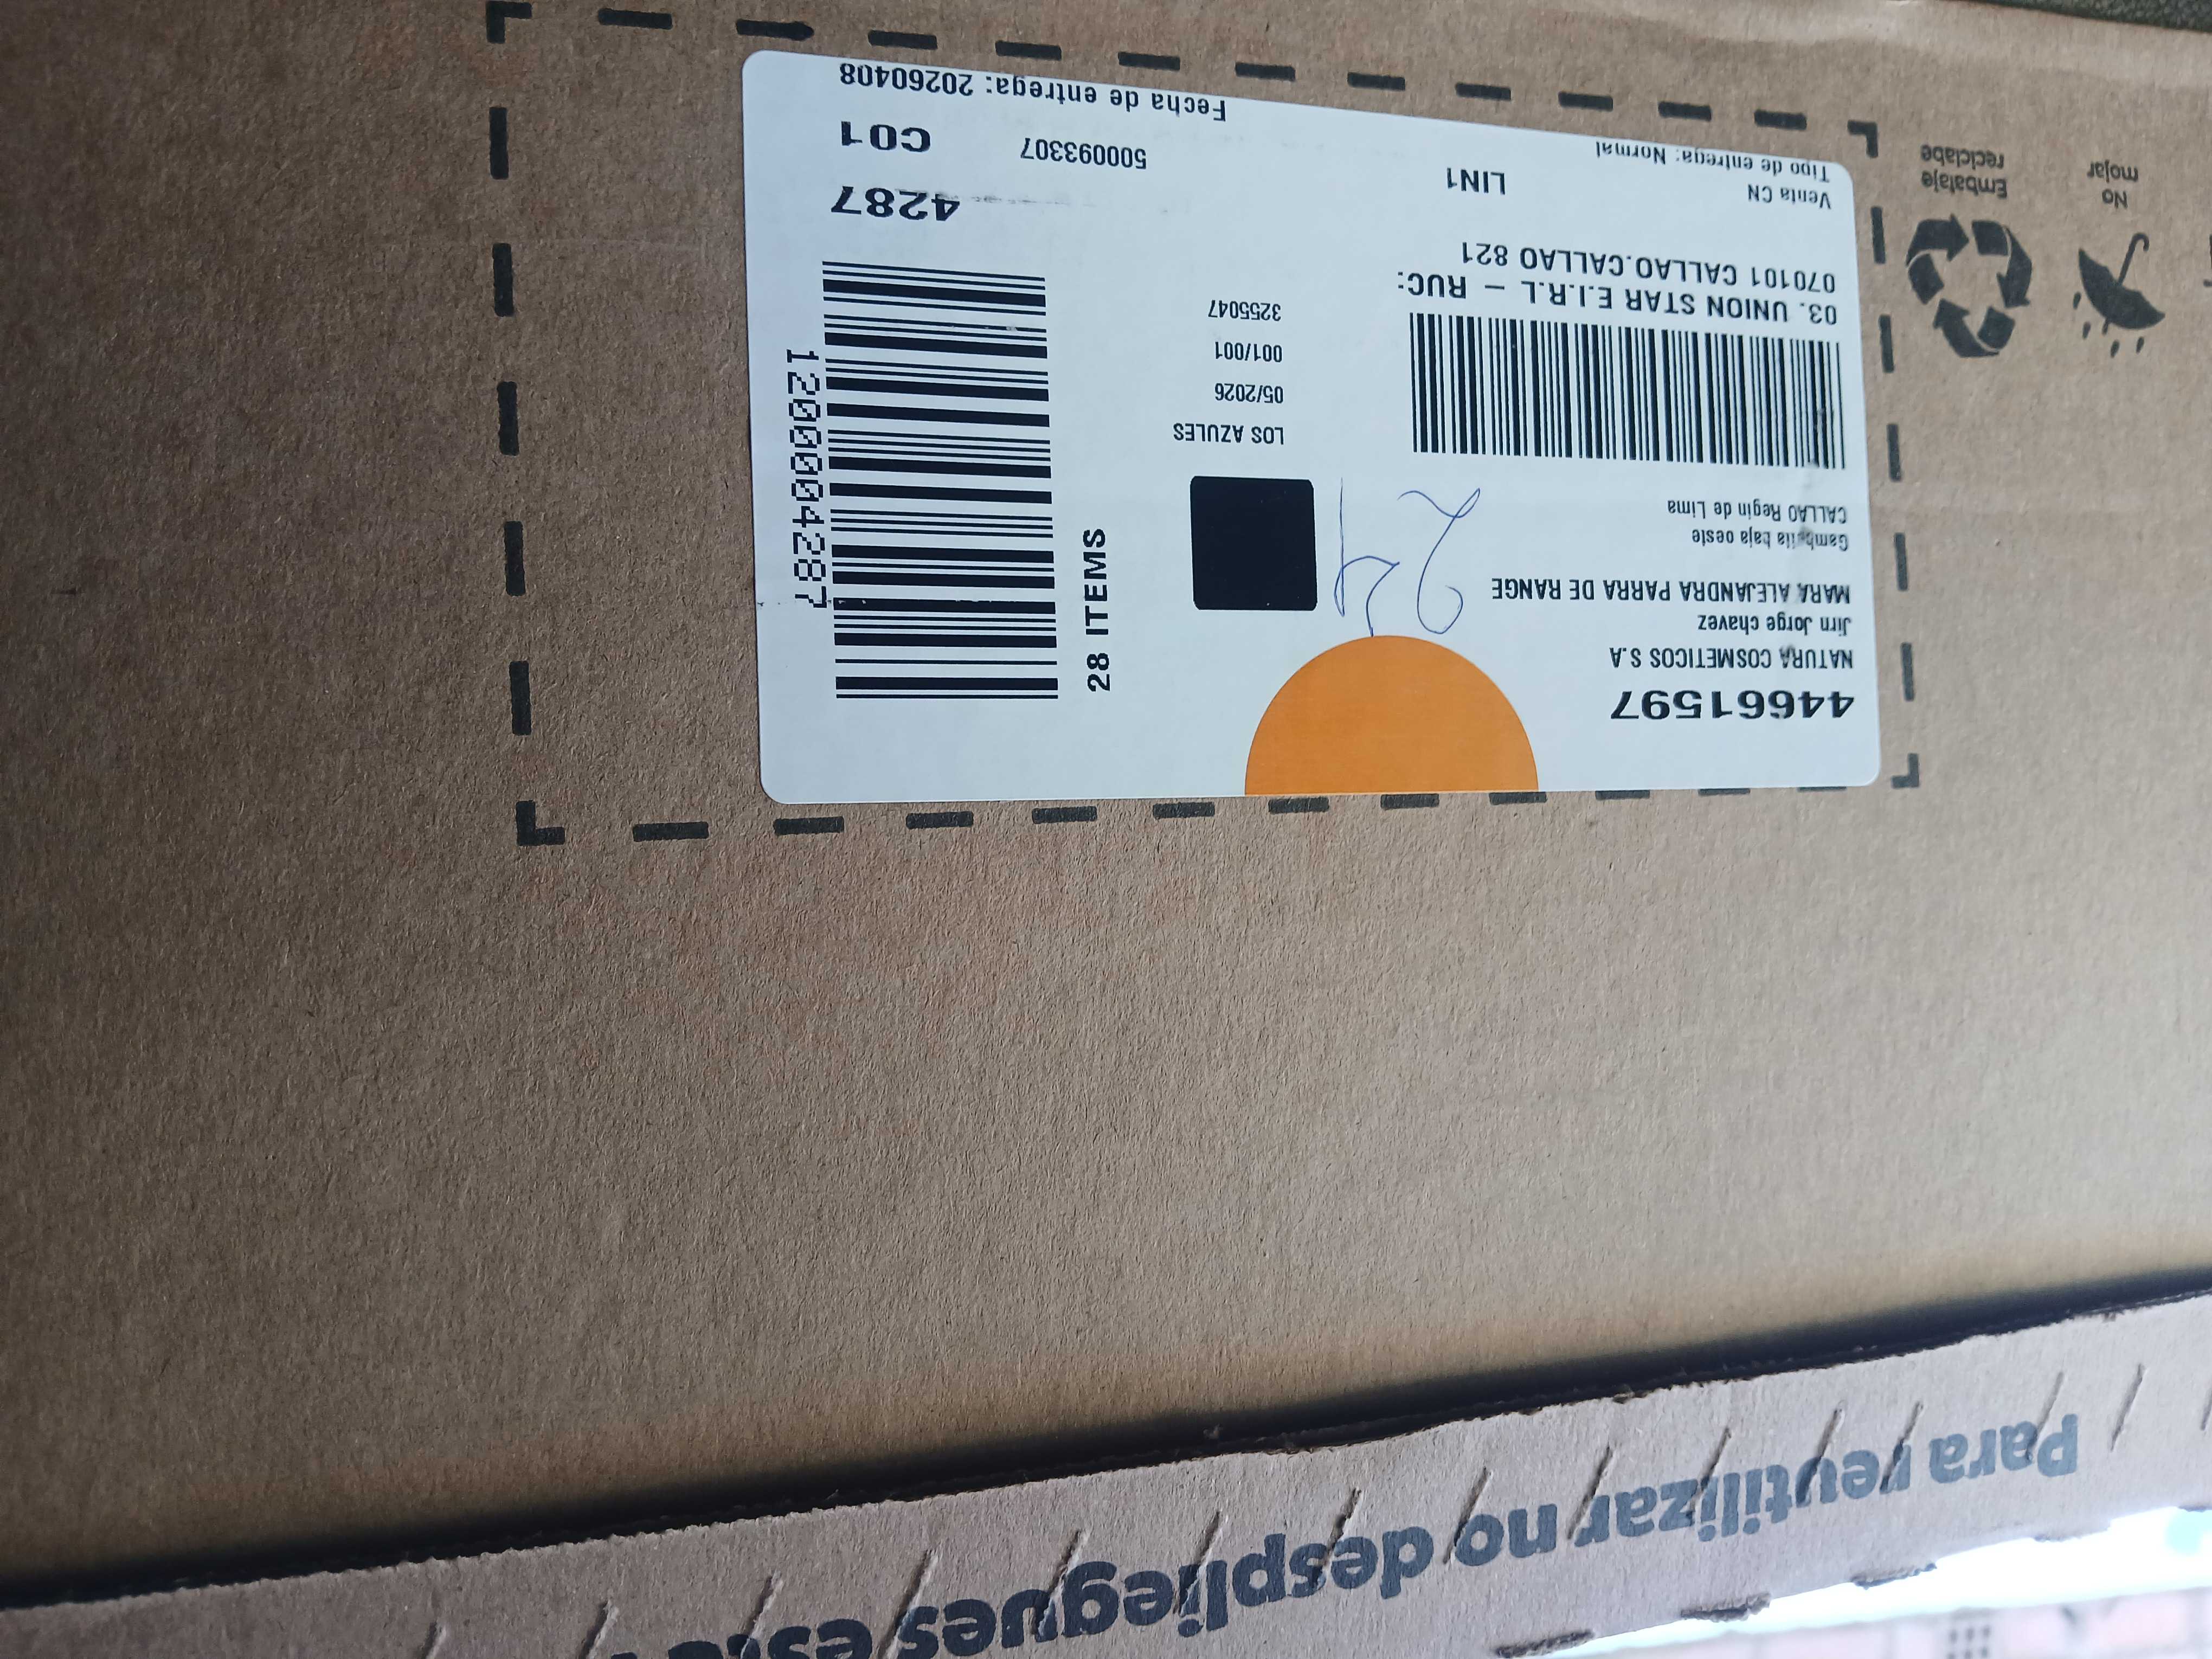 44661597
NATURA COSMETICOS S.A
Jirn Jorge chavez
MARA ALEJANDRA PARRA DE RANGE
baja oeste
CALLAO Regin de Lima
24
03. UNION STAR E.I.R.L – RUC:
070101 CALLAO.CALLAO 821
Venta CN
Tipo de entrega: Normal
LIN1
LOS AZULES
05/2026
001/001
3255047
28 ITEMS
1200004287
4287
500093307
C01
Fecha de entrega: 20260408
Embalaje
reciclabe
No
mojar
Para reutilizar no despliegues este